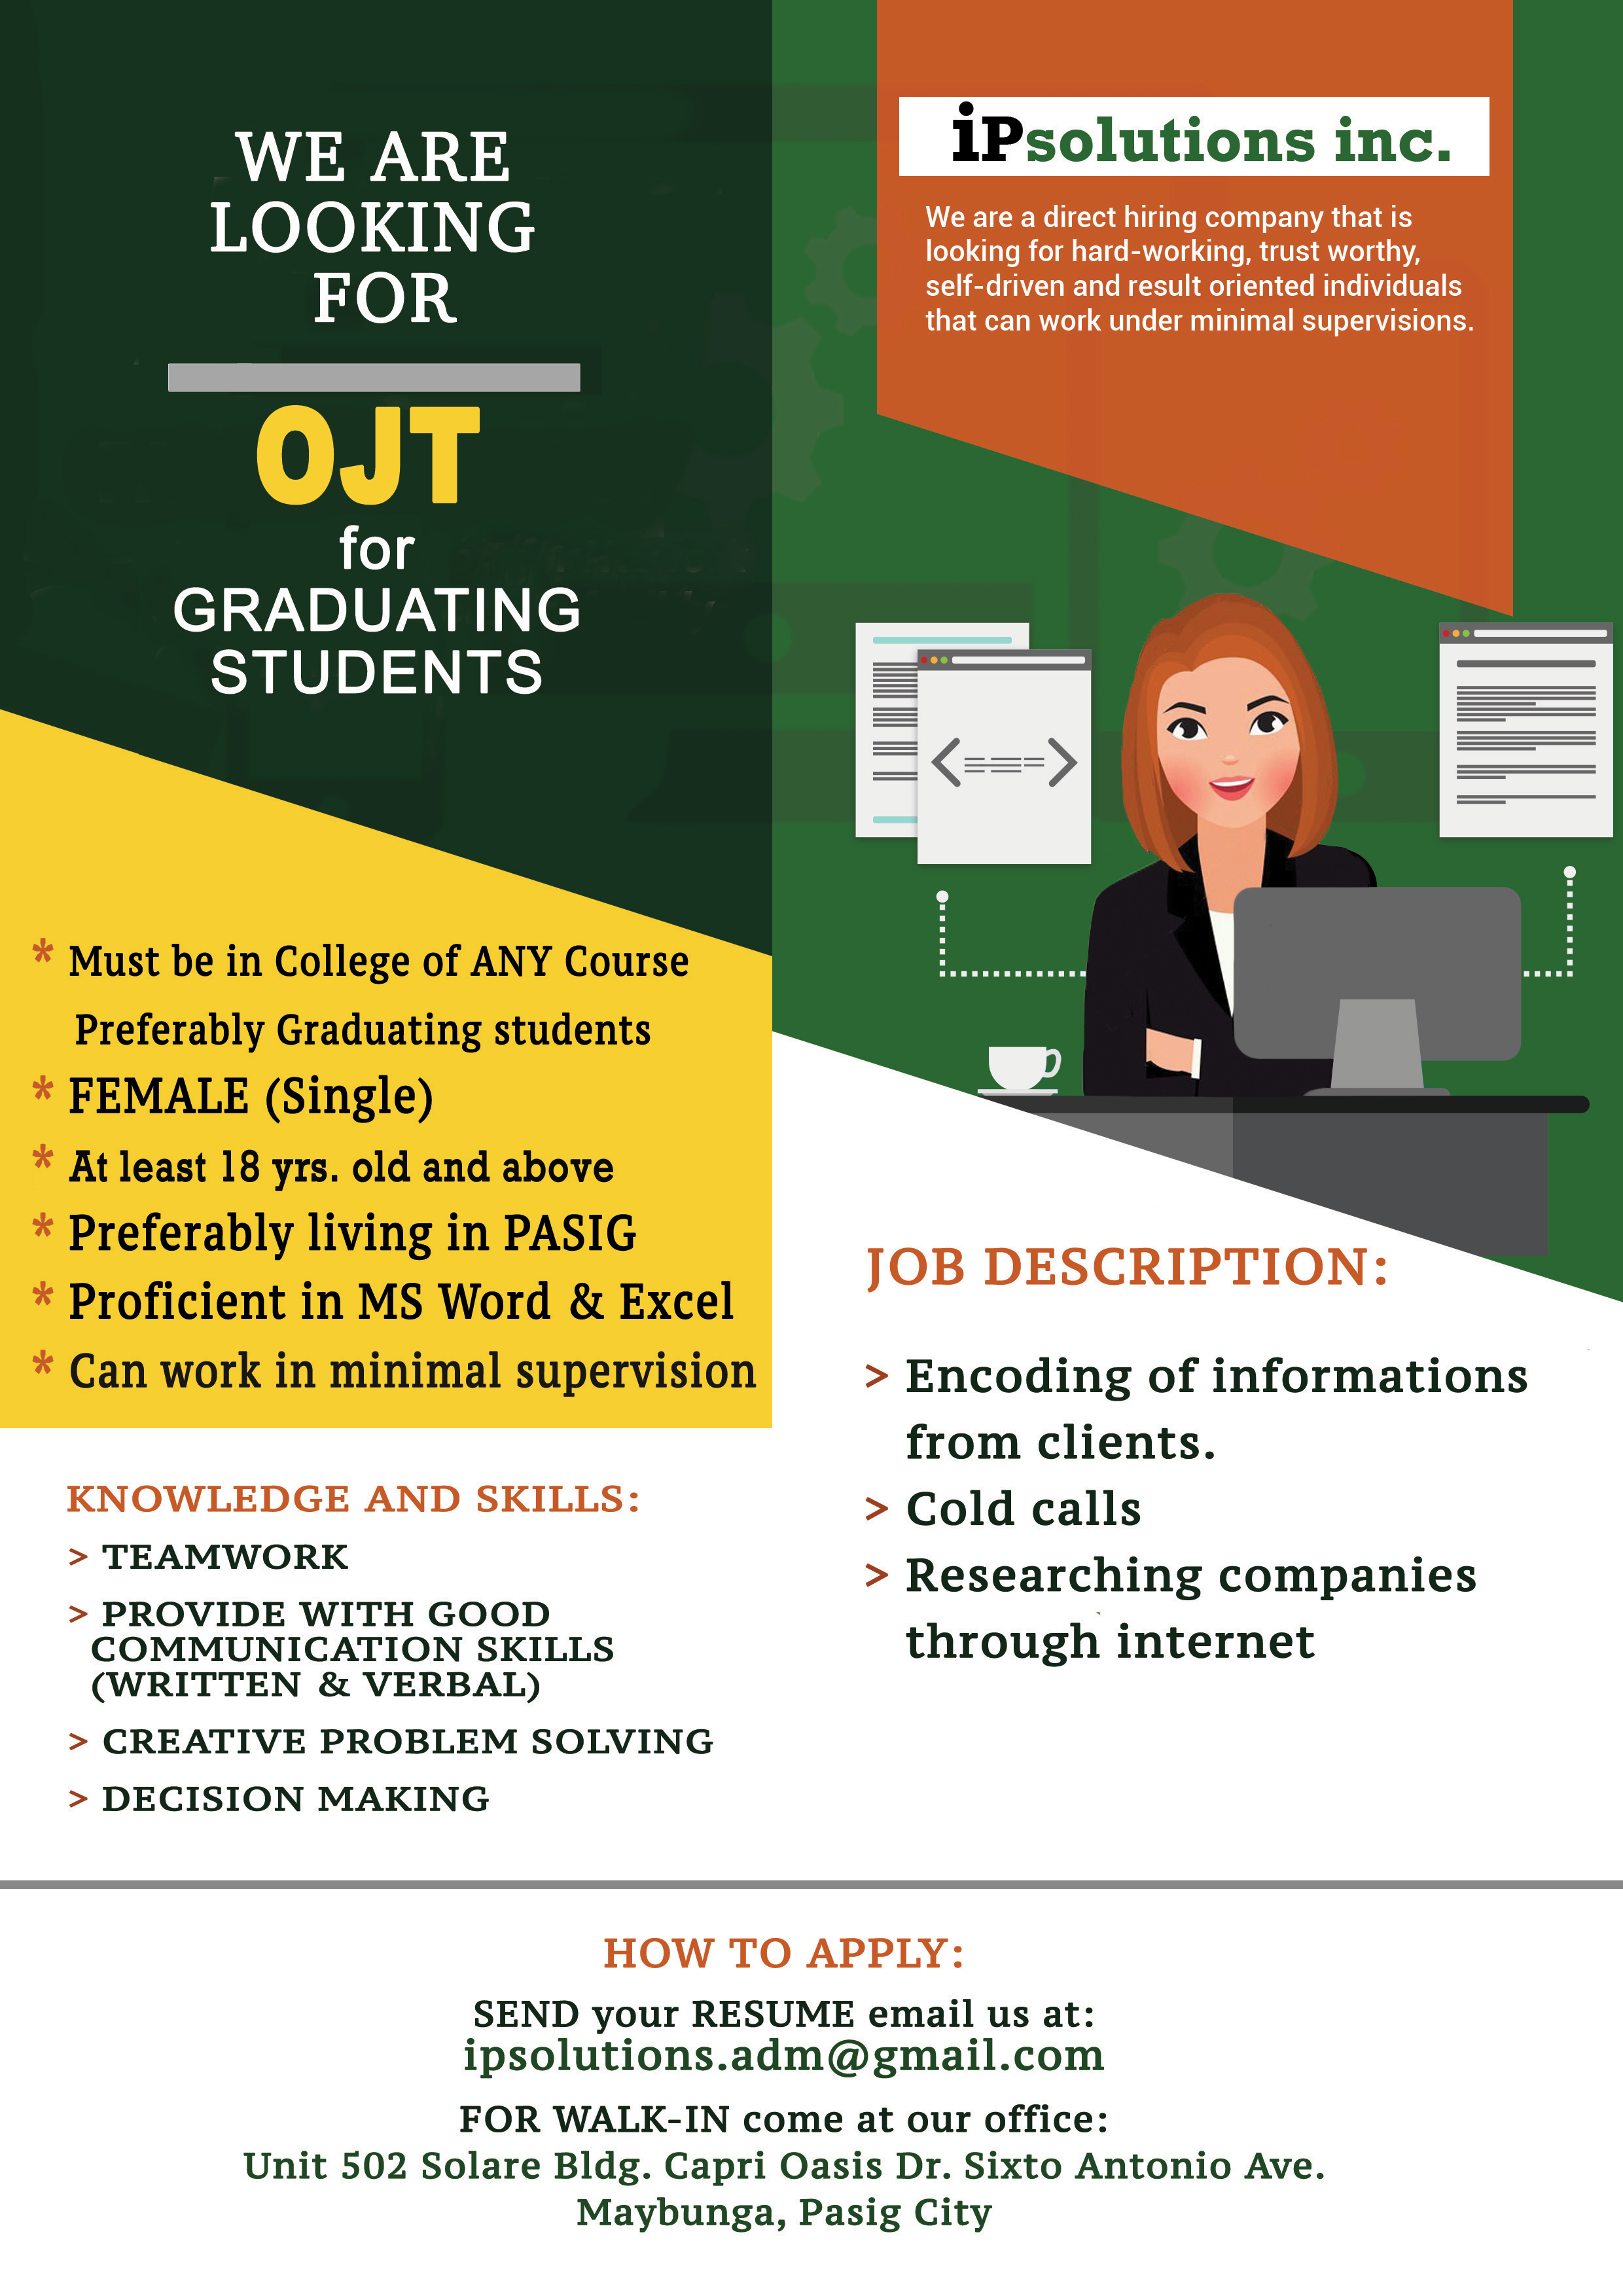 WE ARE
LOOKING
FOR
OJT
for
GRADUATING
STUDENTS
iPsolutions inc.
We are a direct hiring company that is
looking for hard-working, trust worthy,
self-driven and result oriented individuals
that can work under minimal supervisions.
* Must be in College of ANY Course
Preferably Graduating students
* FEMALE (Single)
* At least 18 yrs. old and above
* Preferably living in PASIG
* Proficient in MS Word & Excel
* Can work in minimal supervision
KNOWLEDGE AND SKILLS:
> TEAMWORK
> PROVIDE WITH GOOD
COMMUNICATION SKILLS
(WRITTEN & VERBAL)
> CREATIVE PROBLEM SOLVING
> DECISION MAKING
JOB DESCRIPTION:
> Encoding of informations
from clients.
> Cold calls
> Researching companies
through internet
HOW TO APPLY:
SEND your RESUME email us at:
ipsolutions.adm@gmail.com
FOR WALK-IN come at our office:
Unit 502 Solare Bldg. Capri Oasis Dr. Sixto Antonio Ave.
Maybunga, Pasig City